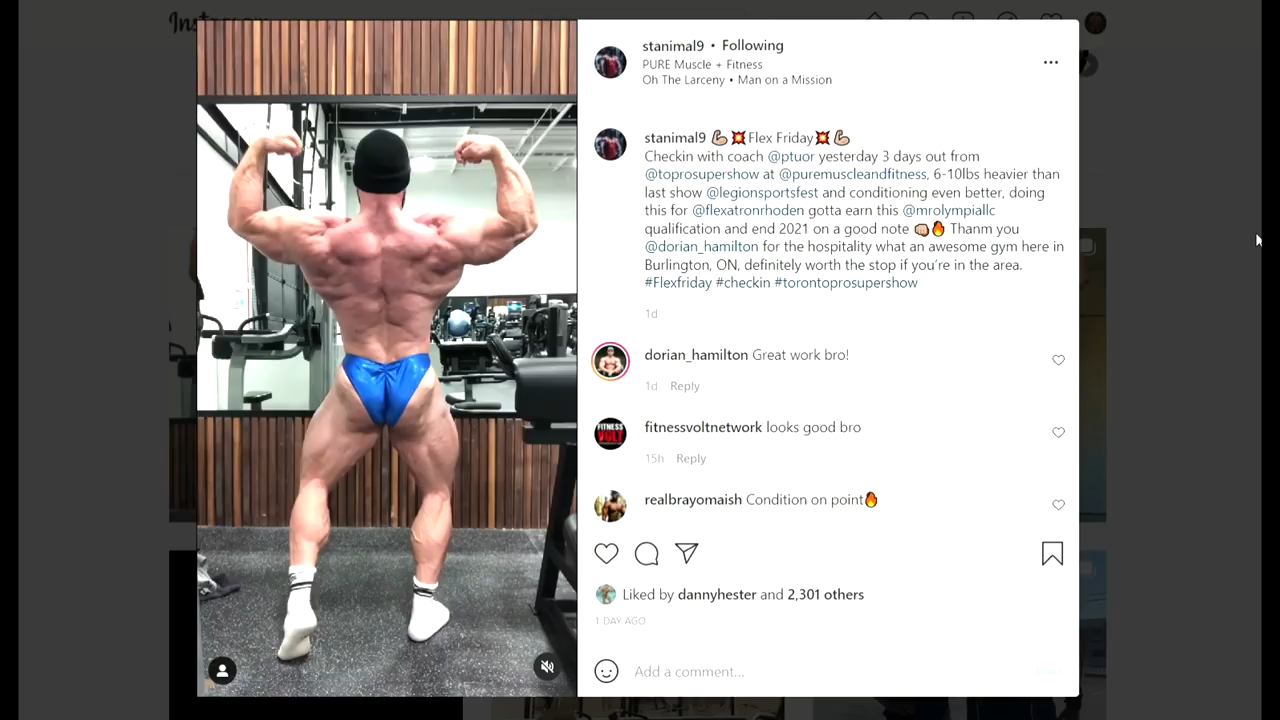 stanimal9 • Following
PURE Muscle + Fitness
Oh The Larceny • Man on a Mission
stanimal9 💪💥Flex Friday💥💪
Checkin with coach @ptuor yesterday 3 days out from
@toprosupershow at @puremuscleandfitness, 6-10lbs heavier than
last show @legionsportsfest and conditioning even better, doing
this for @flexatronrhoden gotta earn this @mrolympiallc
qualification and end 2021 on a good note 👊🔥 Thanm you
@dorian_hamilton for the hospitality what an awesome gym here in
Burlington, ON, definitely worth the stop if you're in the area.
#Flexfriday #checkin #torontoprosupershow
1d
dorian_hamilton Great work bro!
1d Reply
FITNESS
VOLT
fitnessvoltnetwork looks good bro
15h Reply
realbrayomaish Condition on point🔥
Liked by dannyhester and 2,301 others
1 DAY AGO
Add a comment...